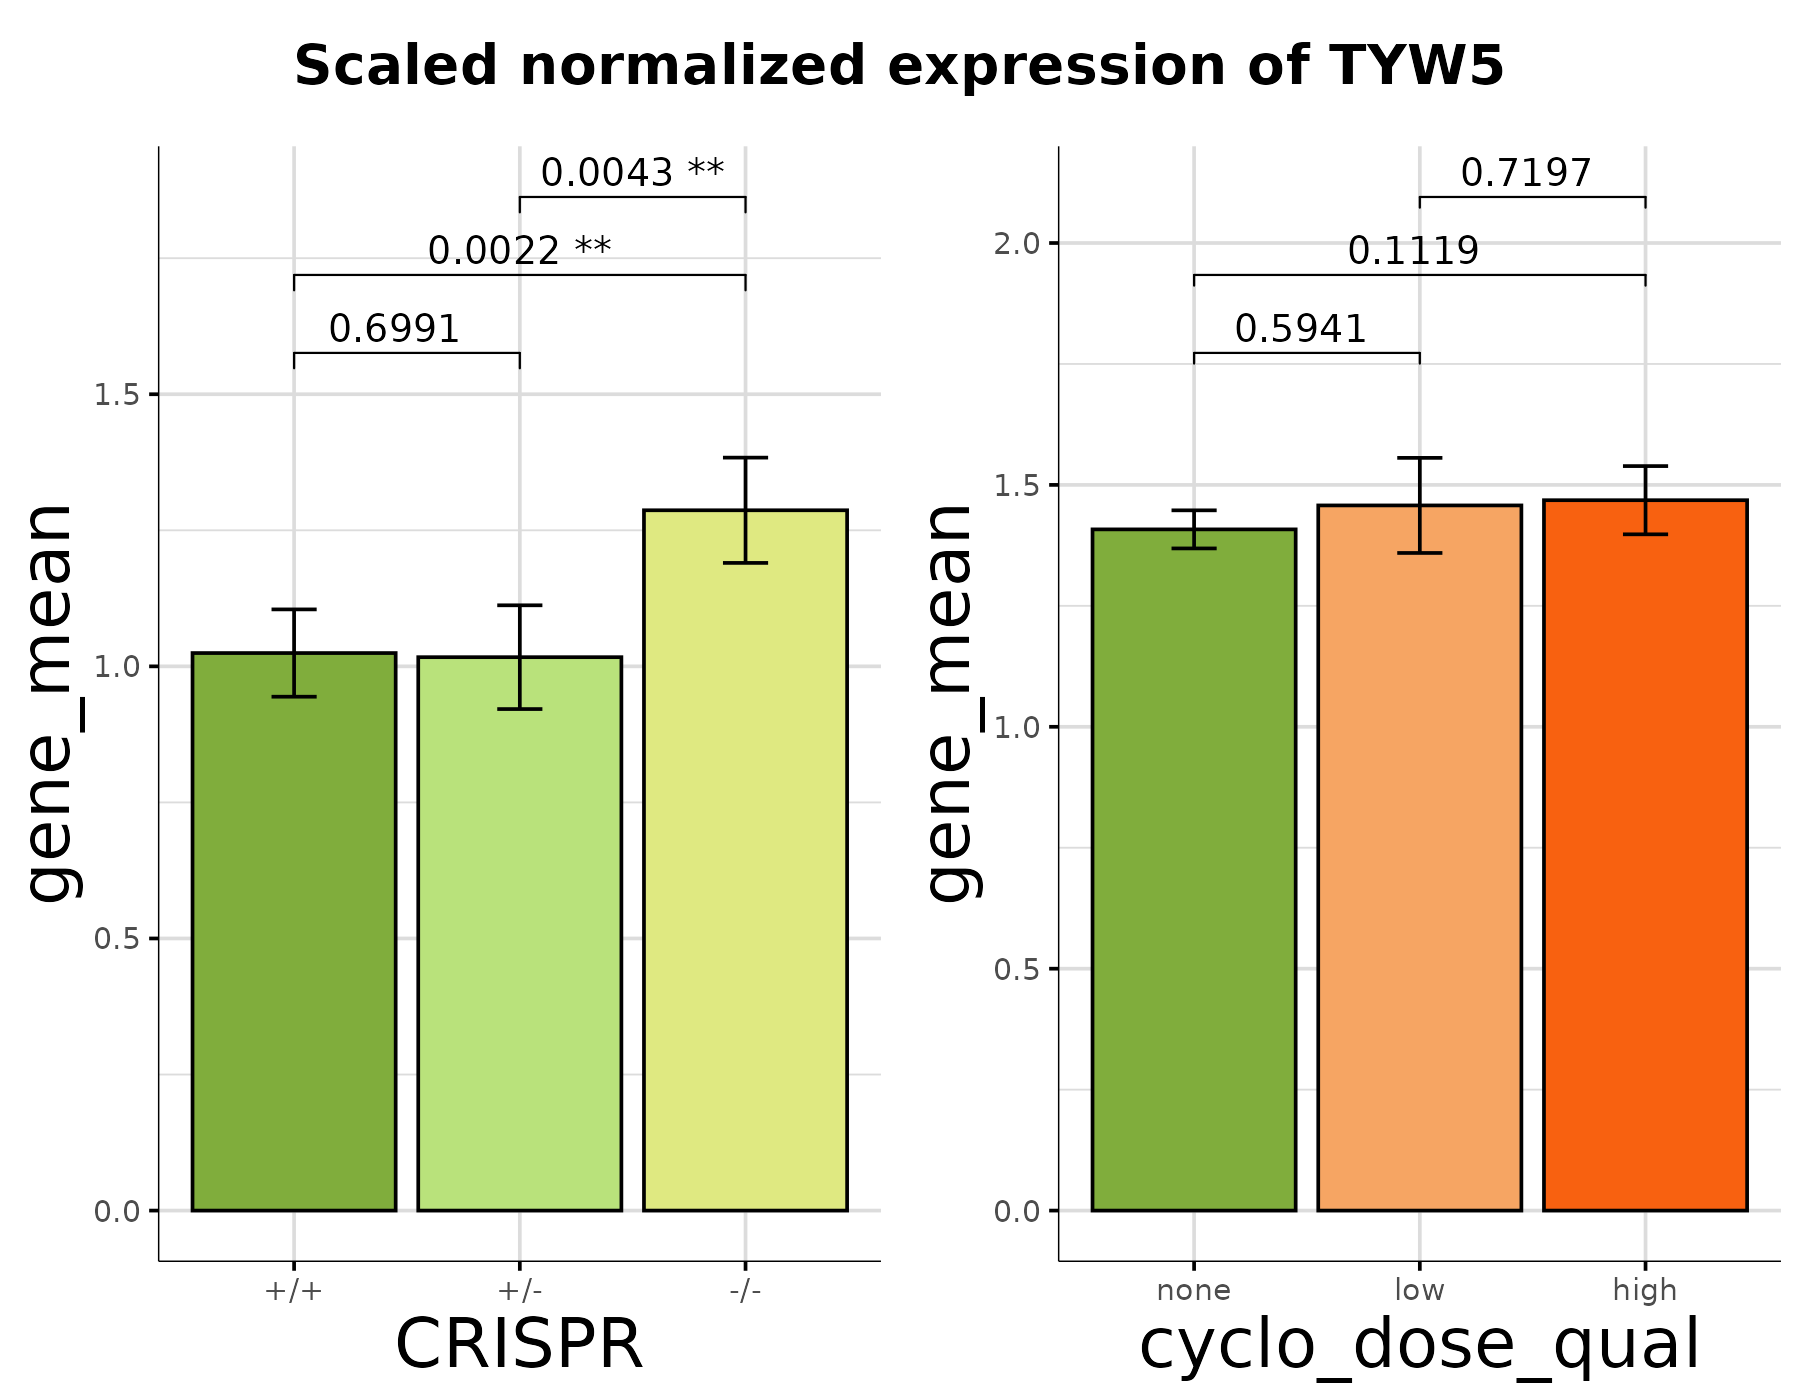 Scaled normalized expression of TYW5
gene_mean
0.0043 **
0.0022 **
0.6991
1.5
1.0
0.5
0.0
+/+ +/- -/-
CRISPR
gene_mean
0.7197
2.0
0.1119
0.5941
1.5
1.0
0.5
0.0
none low high
cyclo_dose_qual